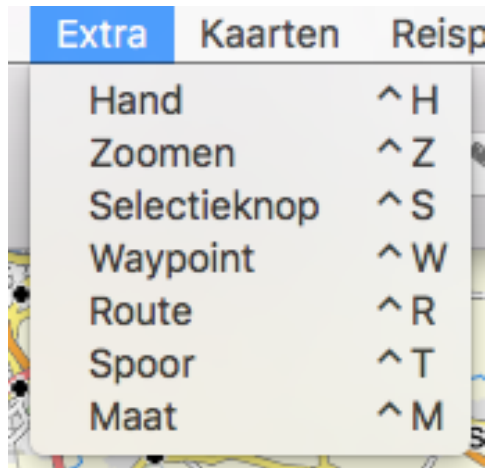 Extra Kaarten Reisp
Hand ^ H
Zoomen ^ Z
Selectieknop ^ S
Waypoint ^ W
Route ^ R
Spoor ^ T
Maat ^ M
s